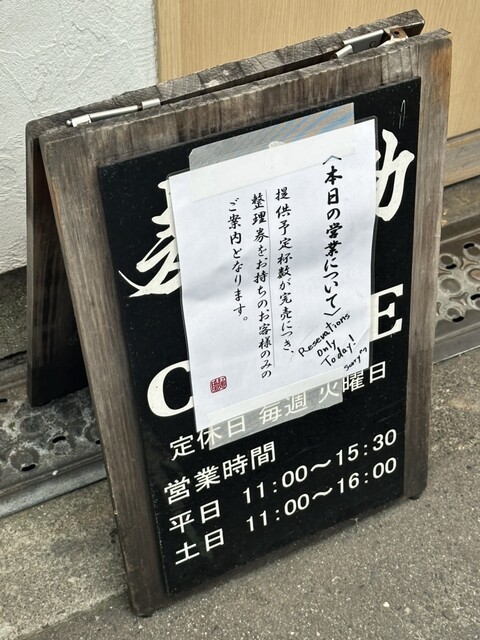 〈本日の営業について〉
提供予定杯数が完売につき、
整理券をお持ちのお客様のみの
ご案内となります。
Reservations
only
Today!
sorry m
定休日 毎週 火曜日
営業時間
平日 11:00〜15:30
土日 11:00〜16:00